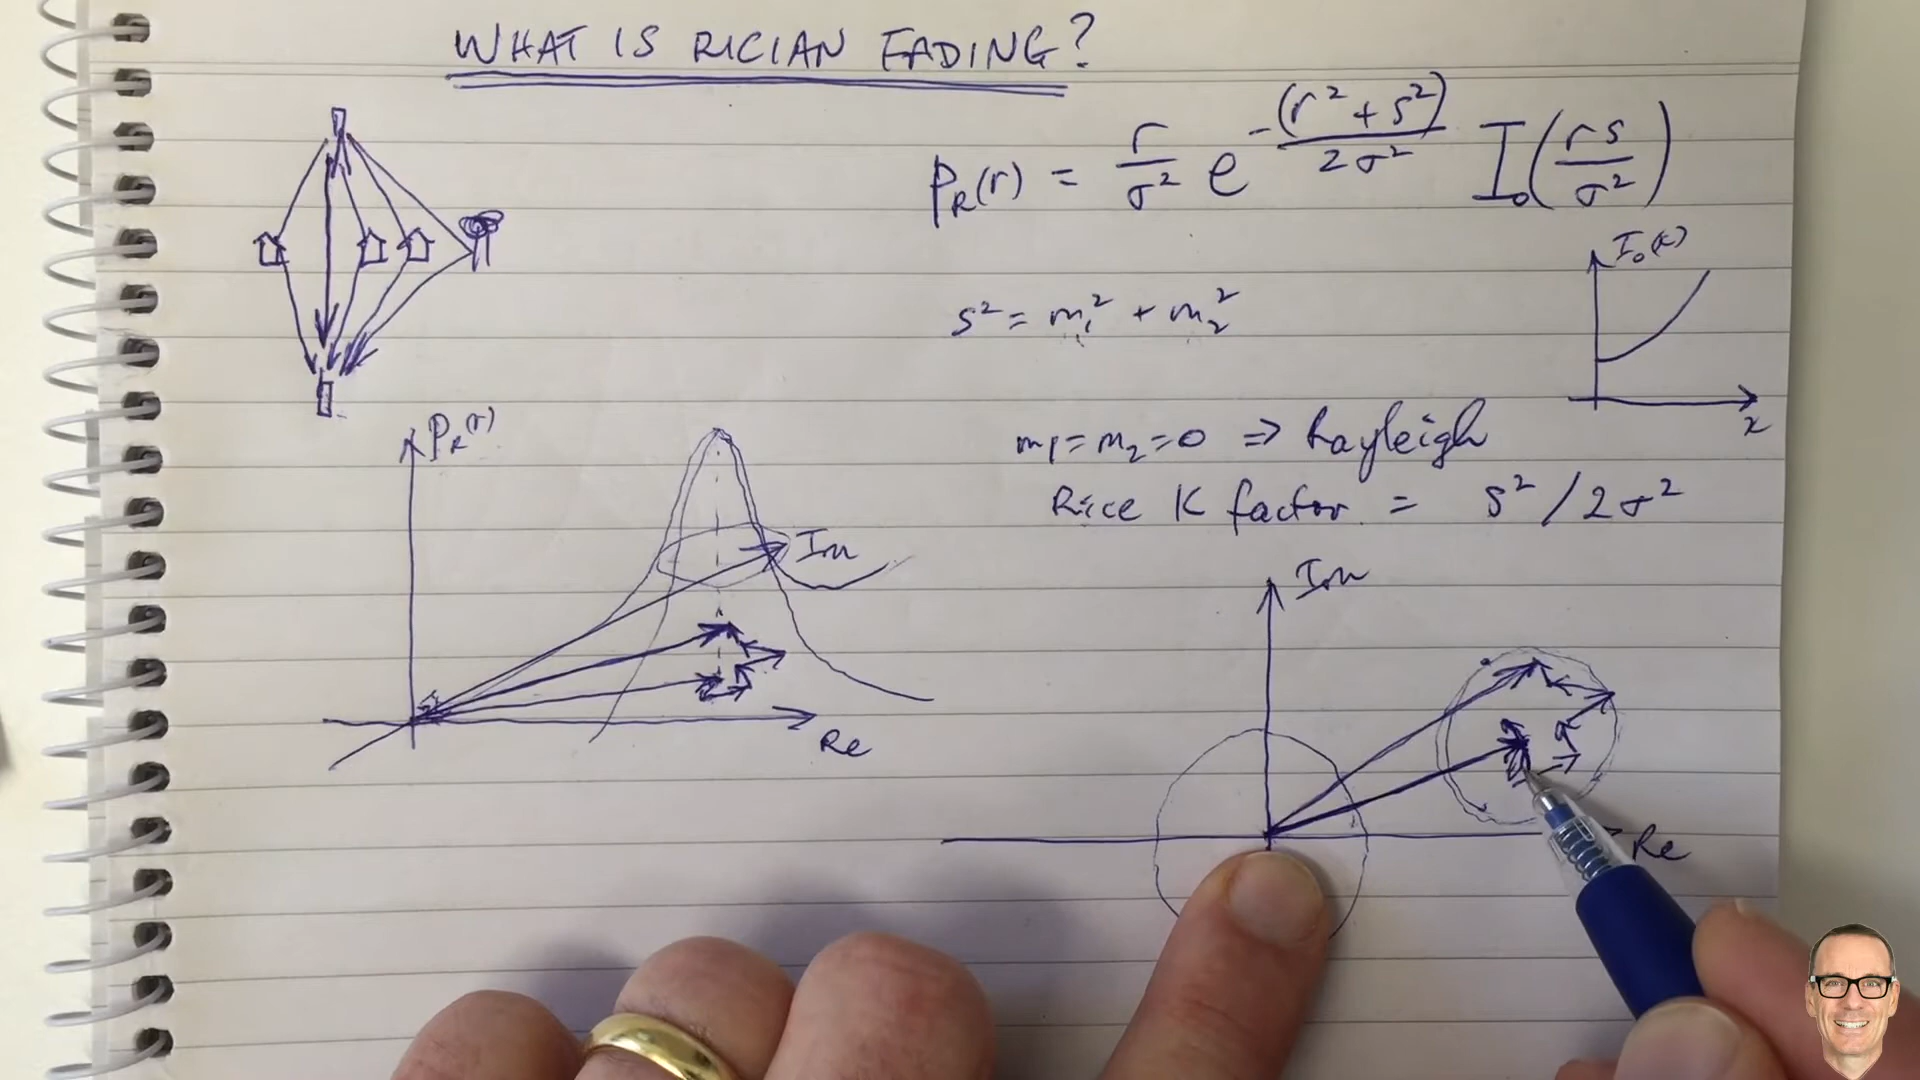 WHAT IS RICIAN FADING?
p_R(r) = r/σ² e^(-(r²+s²)/2σ²) I₀(rs/σ²)
I₀(x)
x
s² = m₁² + m₂²
m₁ = m₂ = 0 ⇒ Rayleigh
Rice K factor = s² / 2σ²
P_R(r)
Im
Re
Im
Re